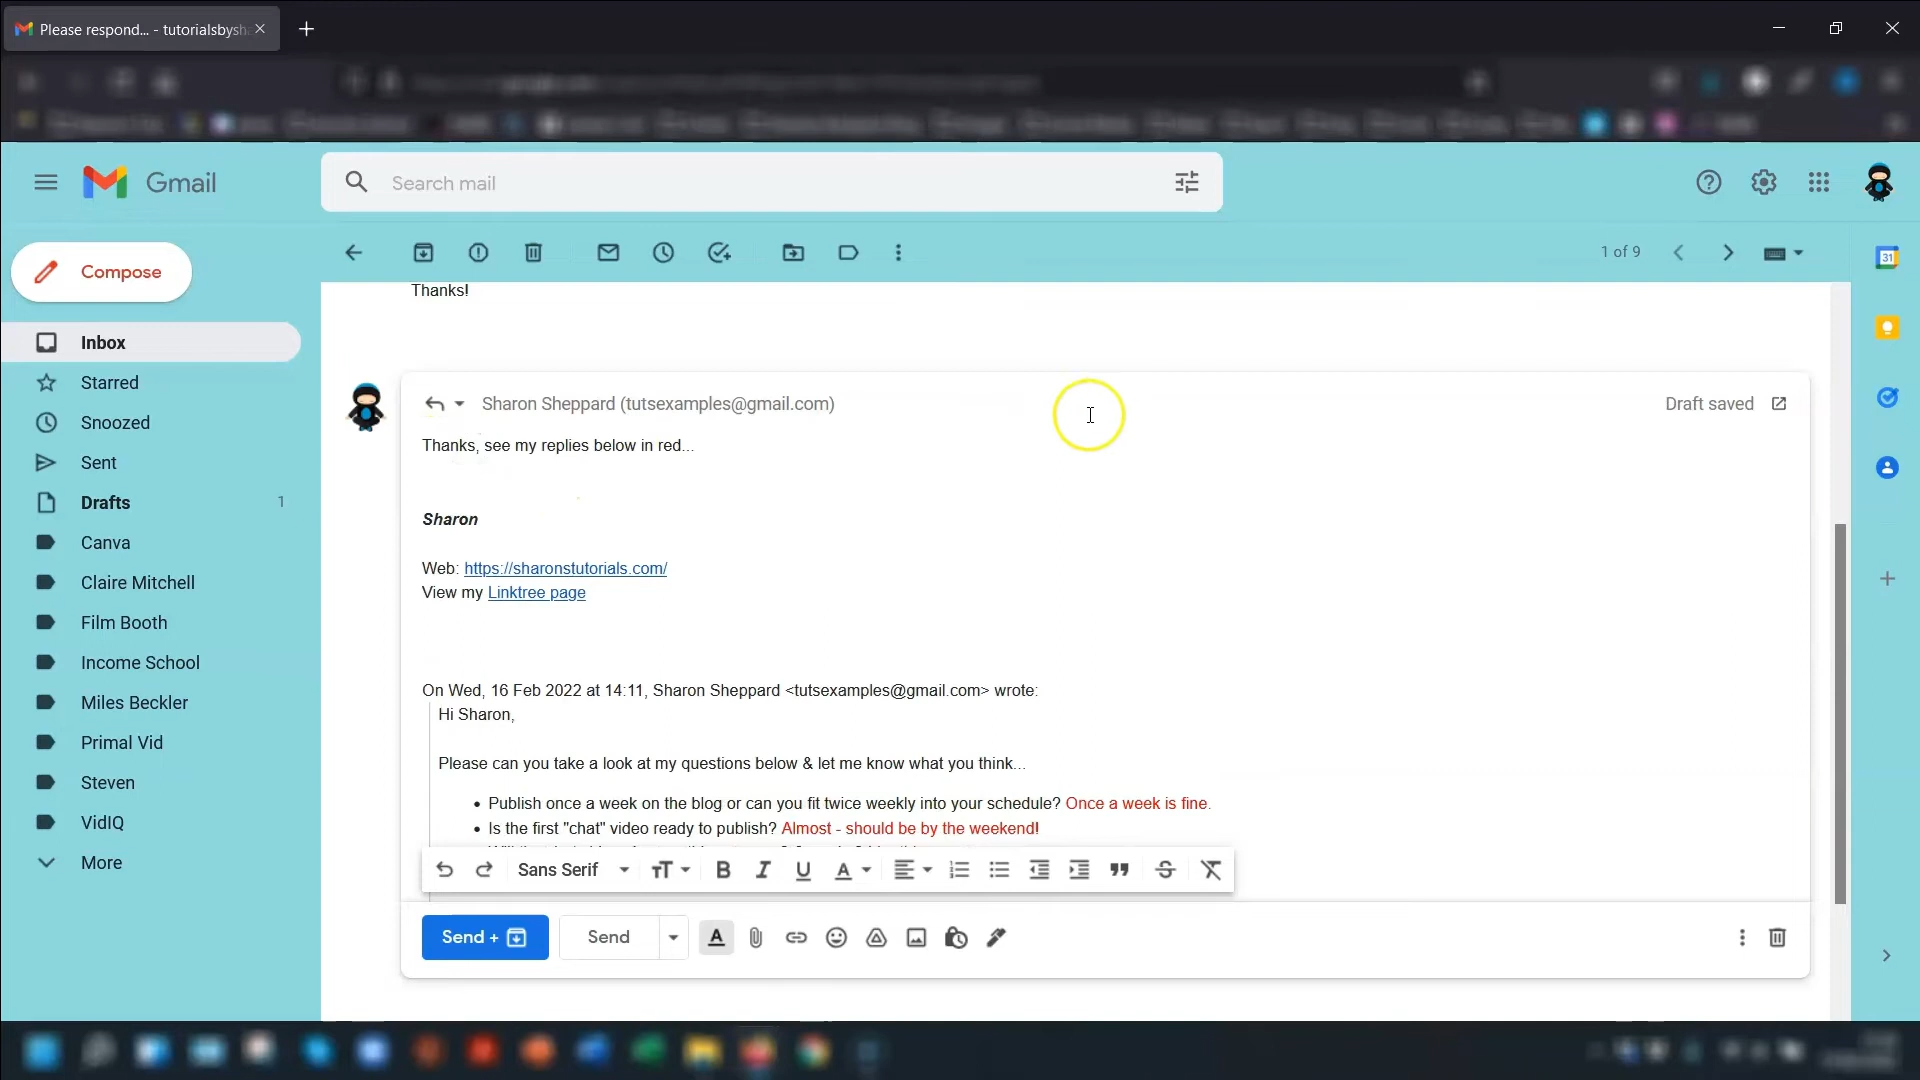 Please respond... - tutorialsbysh
Gmail
Search mail
Compose
1 of 9
31
Inbox
Starred
Snoozed
Sent
Drafts 1
Canva
Claire Mitchell
Film Booth
Income School
Miles Beckler
Primal Vid
Steven
VidIQ
More
Thanks!
Sharon Sheppard (tutsexamples@gmail.com)
Draft saved
Thanks, see my replies below in red...
Sharon
Web: https://sharonstutorials.com/
View my Linktree page
On Wed, 16 Feb 2022 at 14:11, Sharon Sheppard <tutsexamples@gmail.com> wrote:
Hi Sharon,
Please can you take a look at my questions below & let me know what you think...
• Publish once a week on the blog or can you fit twice weekly into your schedule? Once a week is fine.
• Is the first "chat" video ready to publish? Almost - should be by the weekend!
Sans Serif
Send +
Send